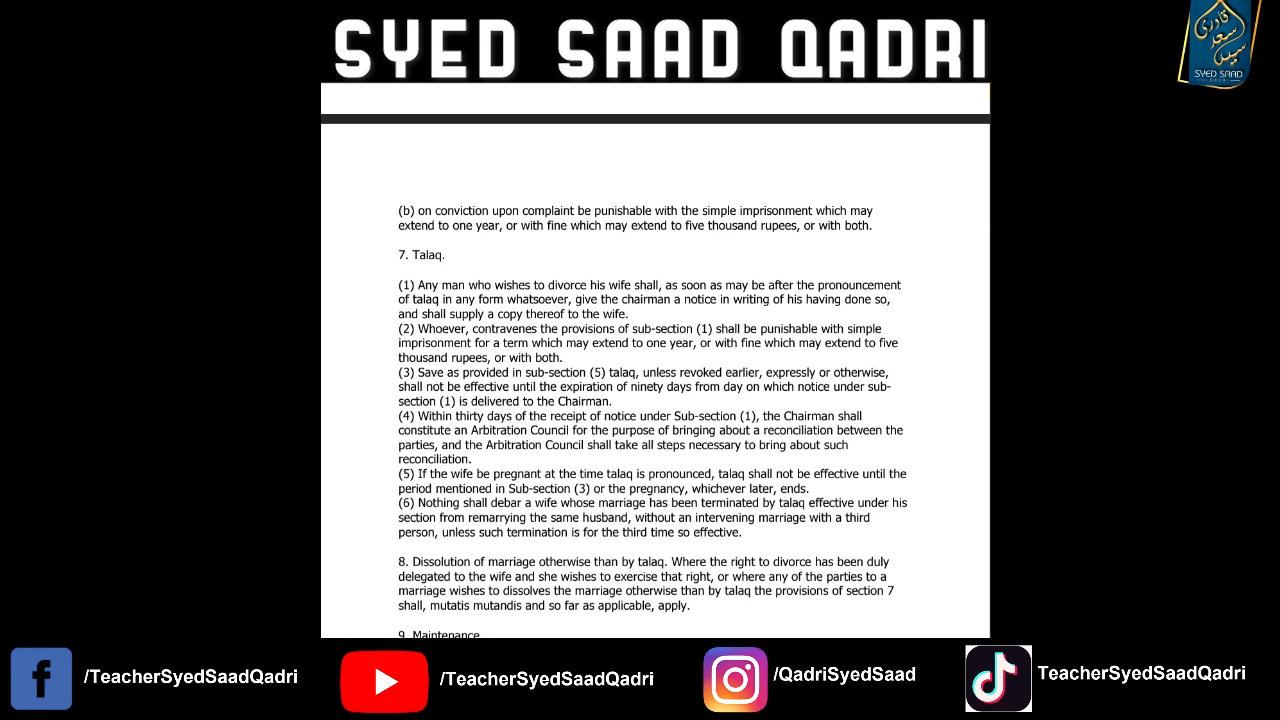 SYED SAAD QADRI
قادری
سعد
سید
SYED SAAD
QADRI
(b) on conviction upon complaint be punishable with the simple imprisonment which may
extend to one year, or with fine which may extend to five thousand rupees, or with both.
7. Talaq.
(1) Any man who wishes to divorce his wife shall, as soon as may be after the pronouncement
of talaq in any form whatsoever, give the chairman a notice in writing of his having done so,
and shall supply a copy thereof to the wife.
(2) Whoever, contravenes the provisions of sub-section (1) shall be punishable with simple
imprisonment for a term which may extend to one year, or with fine which may extend to five
thousand rupees, or with both.
(3) Save as provided in sub-section (5) talaq, unless revoked earlier, expressly or otherwise,
shall not be effective until the expiration of ninety days from day on which notice under sub-
section (1) is delivered to the Chairman.
(4) Within thirty days of the receipt of notice under Sub-section (1), the Chairman shall
constitute an Arbitration Council for the purpose of bringing about a reconciliation between the
parties, and the Arbitration Council shall take all steps necessary to bring about such
reconciliation.
(5) If the wife be pregnant at the time talaq is pronounced, talaq shall not be effective until the
period mentioned in Sub-section (3) or the pregnancy, whichever later, ends.
(6) Nothing shall debar a wife whose marriage has been terminated by talaq effective under his
section from remarrying the same husband, without an intervening marriage with a third
person, unless such termination is for the third time so effective.
8. Dissolution of marriage otherwise than by talaq. Where the right to divorce has been duly
delegated to the wife and she wishes to exercise that right, or where any of the parties to a
marriage wishes to dissolves the marriage otherwise than by talaq the provisions of section 7
shall, mutatis mutandis and so far as applicable, apply.
9. Maintenance
/TeacherSyedSaadQadri
/TeacherSyedSaadQadri
/QadriSyedSaad
TeacherSyedSaadQadri